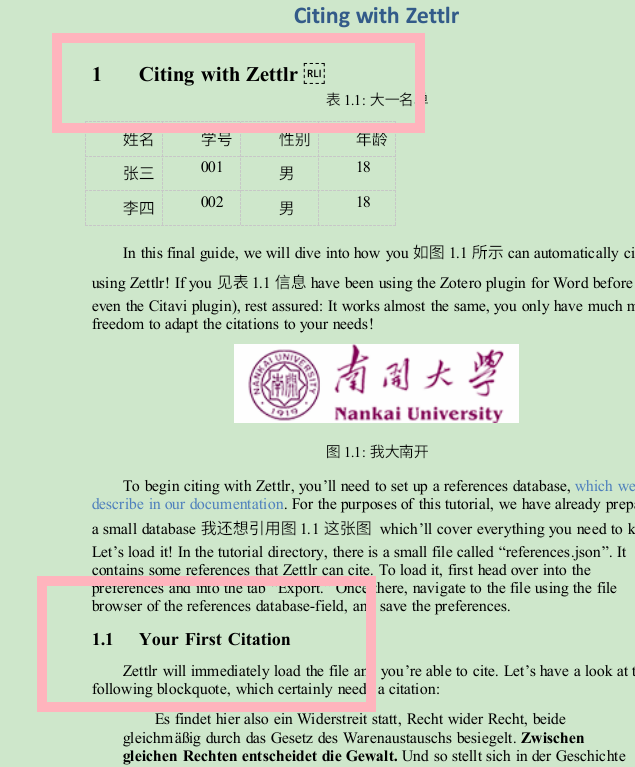 Citing with Zettlr
1 Citing with Zettlr RLI
表 1.1: 大一名单
姓名 学号 性别 年龄
张三 001 男 18
李四 002 男 18
In this final guide, we will dive into how you 如图 1.1 所示 can automatically ci
using Zettlr! If you 见表 1.1 信息 have been using the Zotero plugin for Word before
even the Citavi plugin), rest assured: It works almost the same, you only have much m
freedom to adapt the citations to your needs!
NANKAI UNIVERSITY
南開
1919
南開大學
Nankai University
图 1.1: 我大南开
To begin citing with Zettlr, you’ll need to set up a references database, which we
describe in our documentation. For the purposes of this tutorial, we have already prep
a small database 我还想引用图 1.1 这张图 which’ll cover everything you need to k
Let’s load it! In the tutorial directory, there is a small file called “references.json”. It
contains some references that Zettlr can cite. To load it, first head over into the
preferences and into the tab “Export.” Once there, navigate to the file using the file
browser of the references database-field, and save the preferences.
1.1 Your First Citation
Zettlr will immediately load the file and you’re able to cite. Let’s have a look at t
following blockquote, which certainly needs a citation:
Es findet hier also ein Widerstreit statt, Recht wider Recht, beide
gleichmäßig durch das Gesetz des Warenaustauschs besiegelt. Zwischen
gleichen Rechten entscheidet die Gewalt. Und so stellt sich in der Geschichte